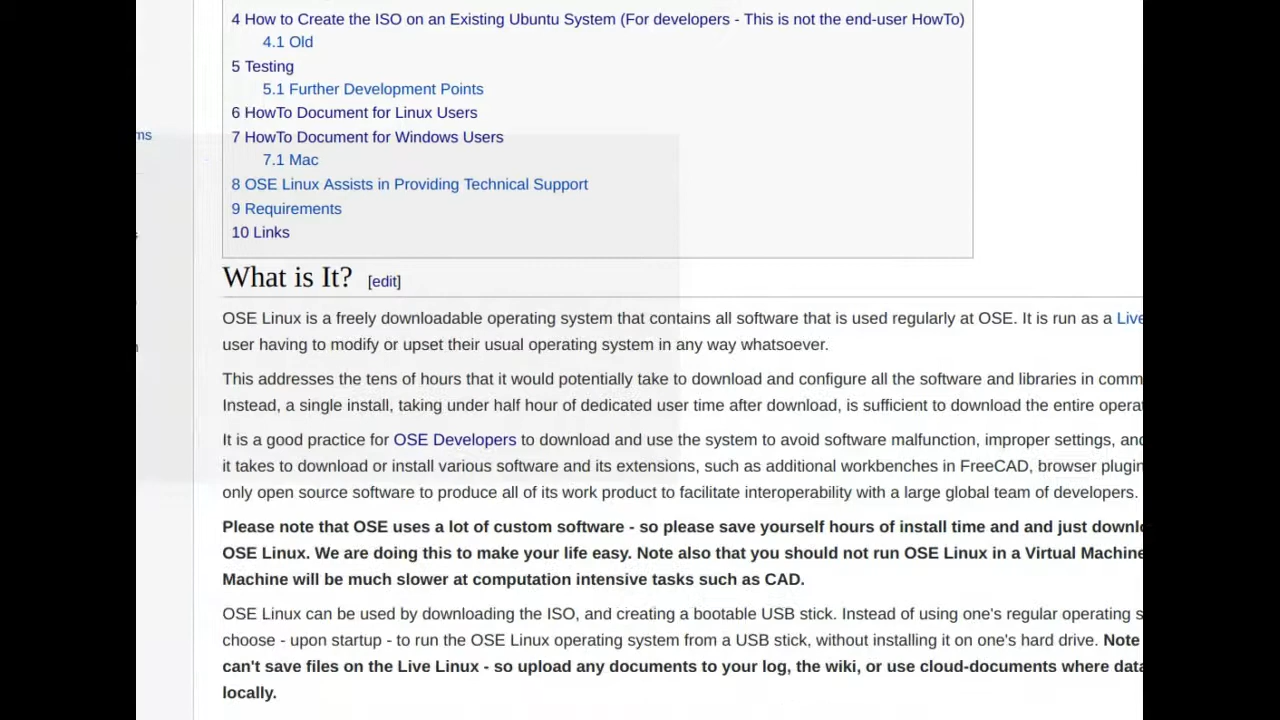 4 How to Create the ISO on an Existing Ubuntu System (For developers - This is not the end-user HowTo)
4.1 Old
5 Testing
5.1 Further Development Points
6 HowTo Document for Linux Users
ms
7 HowTo Document for Windows Users
7.1 Mac
8 OSE Linux Assists in Providing Technical Support
9 Requirements
10 Links
What is It? [edit]
OSE Linux is a freely downloadable operating system that contains all software that is used regularly at OSE. It is run as a Live
user having to modify or upset their usual operating system in any way whatsoever.
This addresses the tens of hours that it would potentially take to download and configure all the software and libraries in comm
Instead, a single install, taking under half hour of dedicated user time after download, is sufficient to download the entire opera
It is a good practice for OSE Developers to download and use the system to avoid software malfunction, improper settings, and
it takes to download or install various software and its extensions, such as additional workbenches in FreeCAD, browser plugin
only open source software to produce all of its work product to facilitate interoperability with a large global team of developers.
Please note that OSE uses a lot of custom software - so please save yourself hours of install time and and just downlo
OSE Linux. We are doing this to make your life easy. Note also that you should not run OSE Linux in a Virtual Machine
Machine will be much slower at computation intensive tasks such as CAD.
OSE Linux can be used by downloading the ISO, and creating a bootable USB stick. Instead of using one's regular operating s
choose - upon startup - to run the OSE Linux operating system from a USB stick, without installing it on one's hard drive. Note
can't save files on the Live Linux - so upload any documents to your log, the wiki, or use cloud-documents where data
locally.